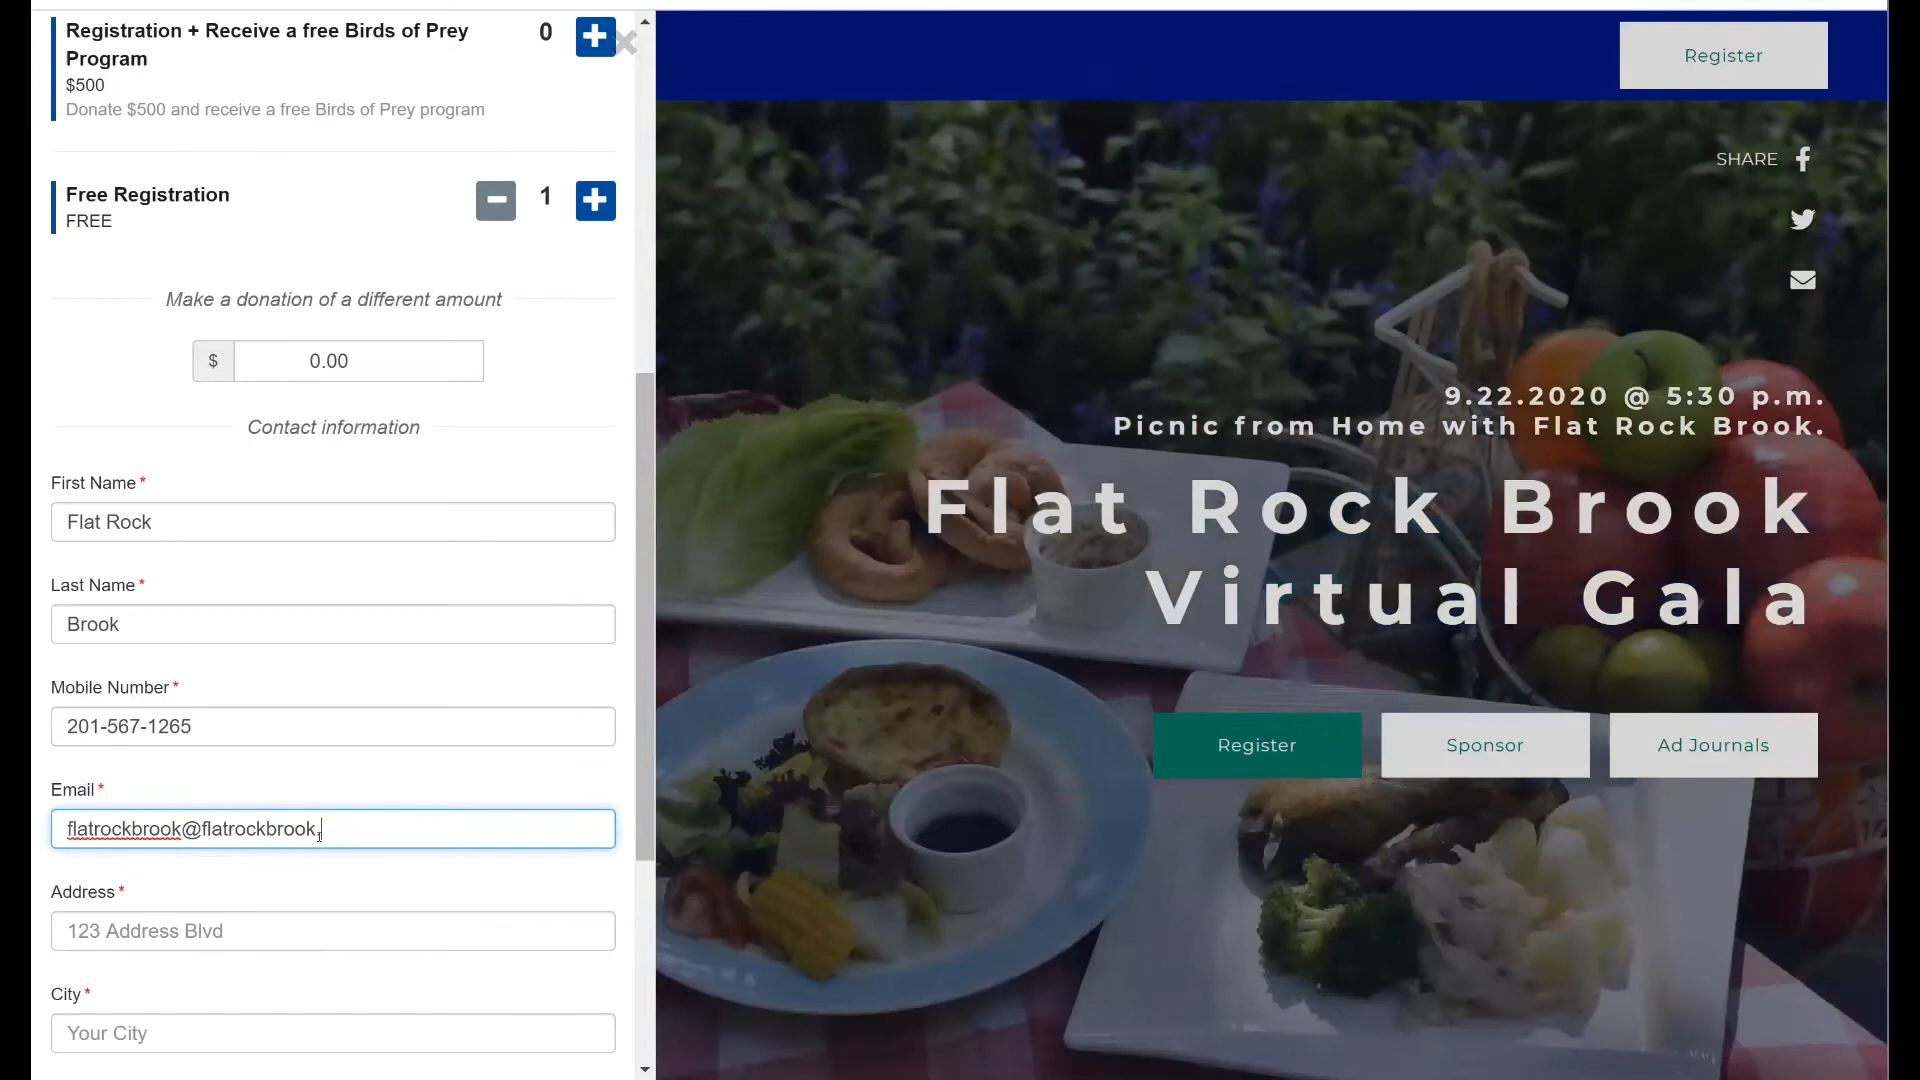 Registration + Receive a free Birds of Prey
Program
0
$500
Donate $500 and receive a free Birds of Prey program
Free Registration
1
FREE
Make a donation of a different amount
$ 0.00
Contact information
First Name *
Flat Rock
Last Name *
Brook
Mobile Number *
201-567-1265
Email *
flatrockbrook@flatrockbrook.
Address *
123 Address Blvd
City *
Your City
Register
SHARE
9.22.2020 @ 5:30 p.m.
Picnic from Home with Flat Rock Brook.
Flat Rock Brook
Virtual Gala
Register
Sponsor
Ad Journals